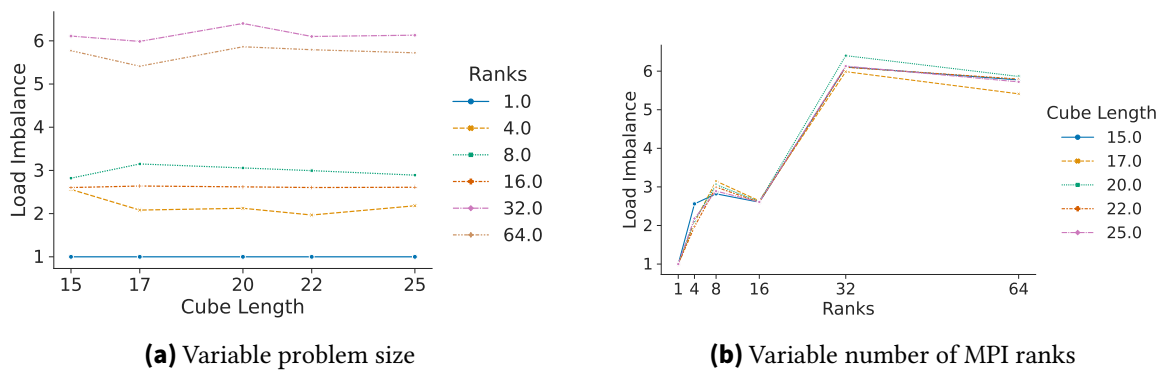 Load Imbalance
6
5
4
3
2
1
15 17 20 22 25
Cube Length
Ranks
1.0
4.0
8.0
16.0
32.0
64.0
(a) Variable problem size
Load Imbalance
6
5
4
3
2
1
1 4 8 16 32 64
Ranks
Cube Length
15.0
17.0
20.0
22.0
25.0
(b) Variable number of MPI ranks